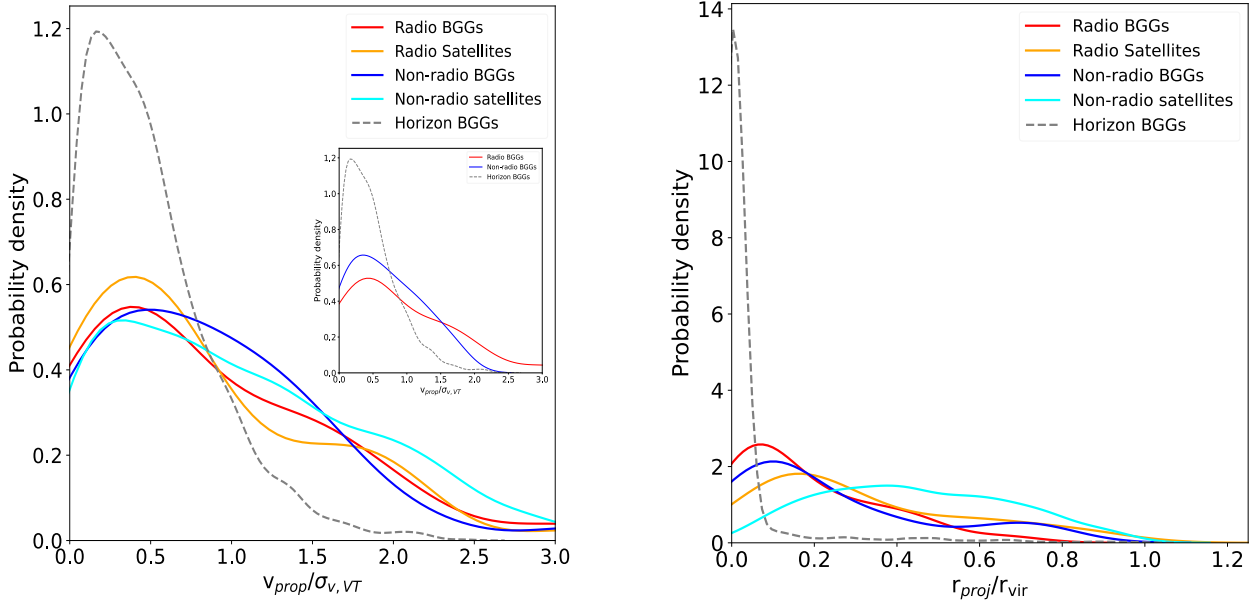 Probability density
1.2
1.0
0.8
0.6
0.4
0.2
0.0
Radio BGGs
Radio Satellites
Non-radio BGGs
Non-radio satellites
Horizon BGGs
Probability density
1.2
1.0
0.8
0.6
0.4
0.2
0.0
Radio BGGs
Non-radio BGGs
Horizon BGGs
0.0 0.5 1.0 1.5 2.0 2.5 3.0
v_prop/σ_v,VT
0.0 0.5 1.0 1.5 2.0 2.5 3.0
v_prop/σ_v,VT
Probability density
14
12
10
8
6
4
2
0
Radio BGGs
Radio Satellites
Non-radio BGGs
Non-radio satellites
Horizon BGGs
0.0 0.2 0.4 0.6 0.8 1.0 1.2
r_proj/r_vir